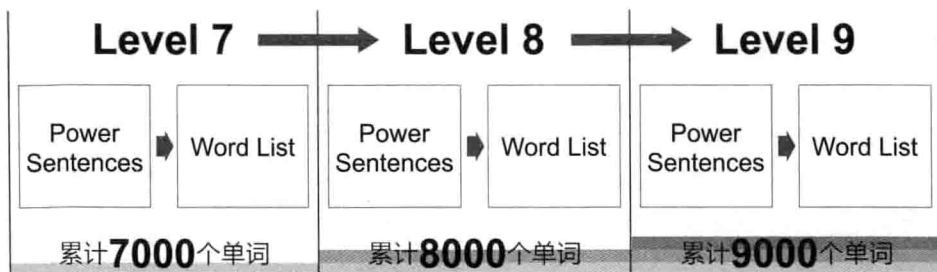 Level 7
Level 8
Level 9
Power
Sentences
Word List
Power
Sentences
Word List
Power
Sentences
Word List
累计7000个单词
累计8000个单词
累计9000个单词